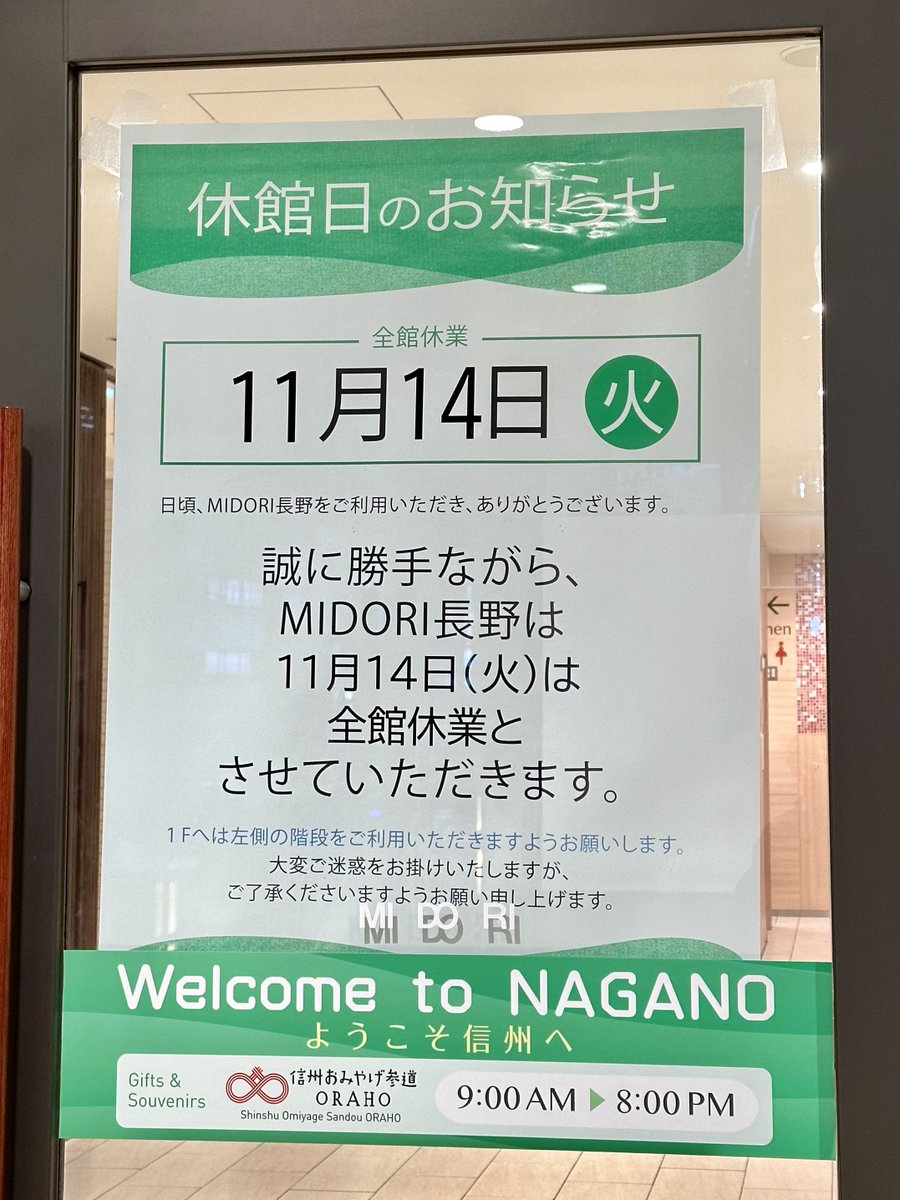 休館日のお知らせ
全館休業
11月14日 火
日頃、MIDORI長野をご利用いただき、ありがとうございます。
誠に勝手ながら、
MIDORI長野は
11月14日(火)は
全館休業と
させていただきます。
1Fへは左側の階段をご利用いただきますようお願いします。
大変ご迷惑をお掛けいたしますが、
ご了承くださいますようお願い申し上げます。
MIDORI
Welcome to NAGANO
ようこそ信州へ
Gifts &
Souvenirs
信州おみやげ参道
ORAHO
Shinshu Omiyage Sandou ORAHO
9:00 AM ▶ 8:00 PM